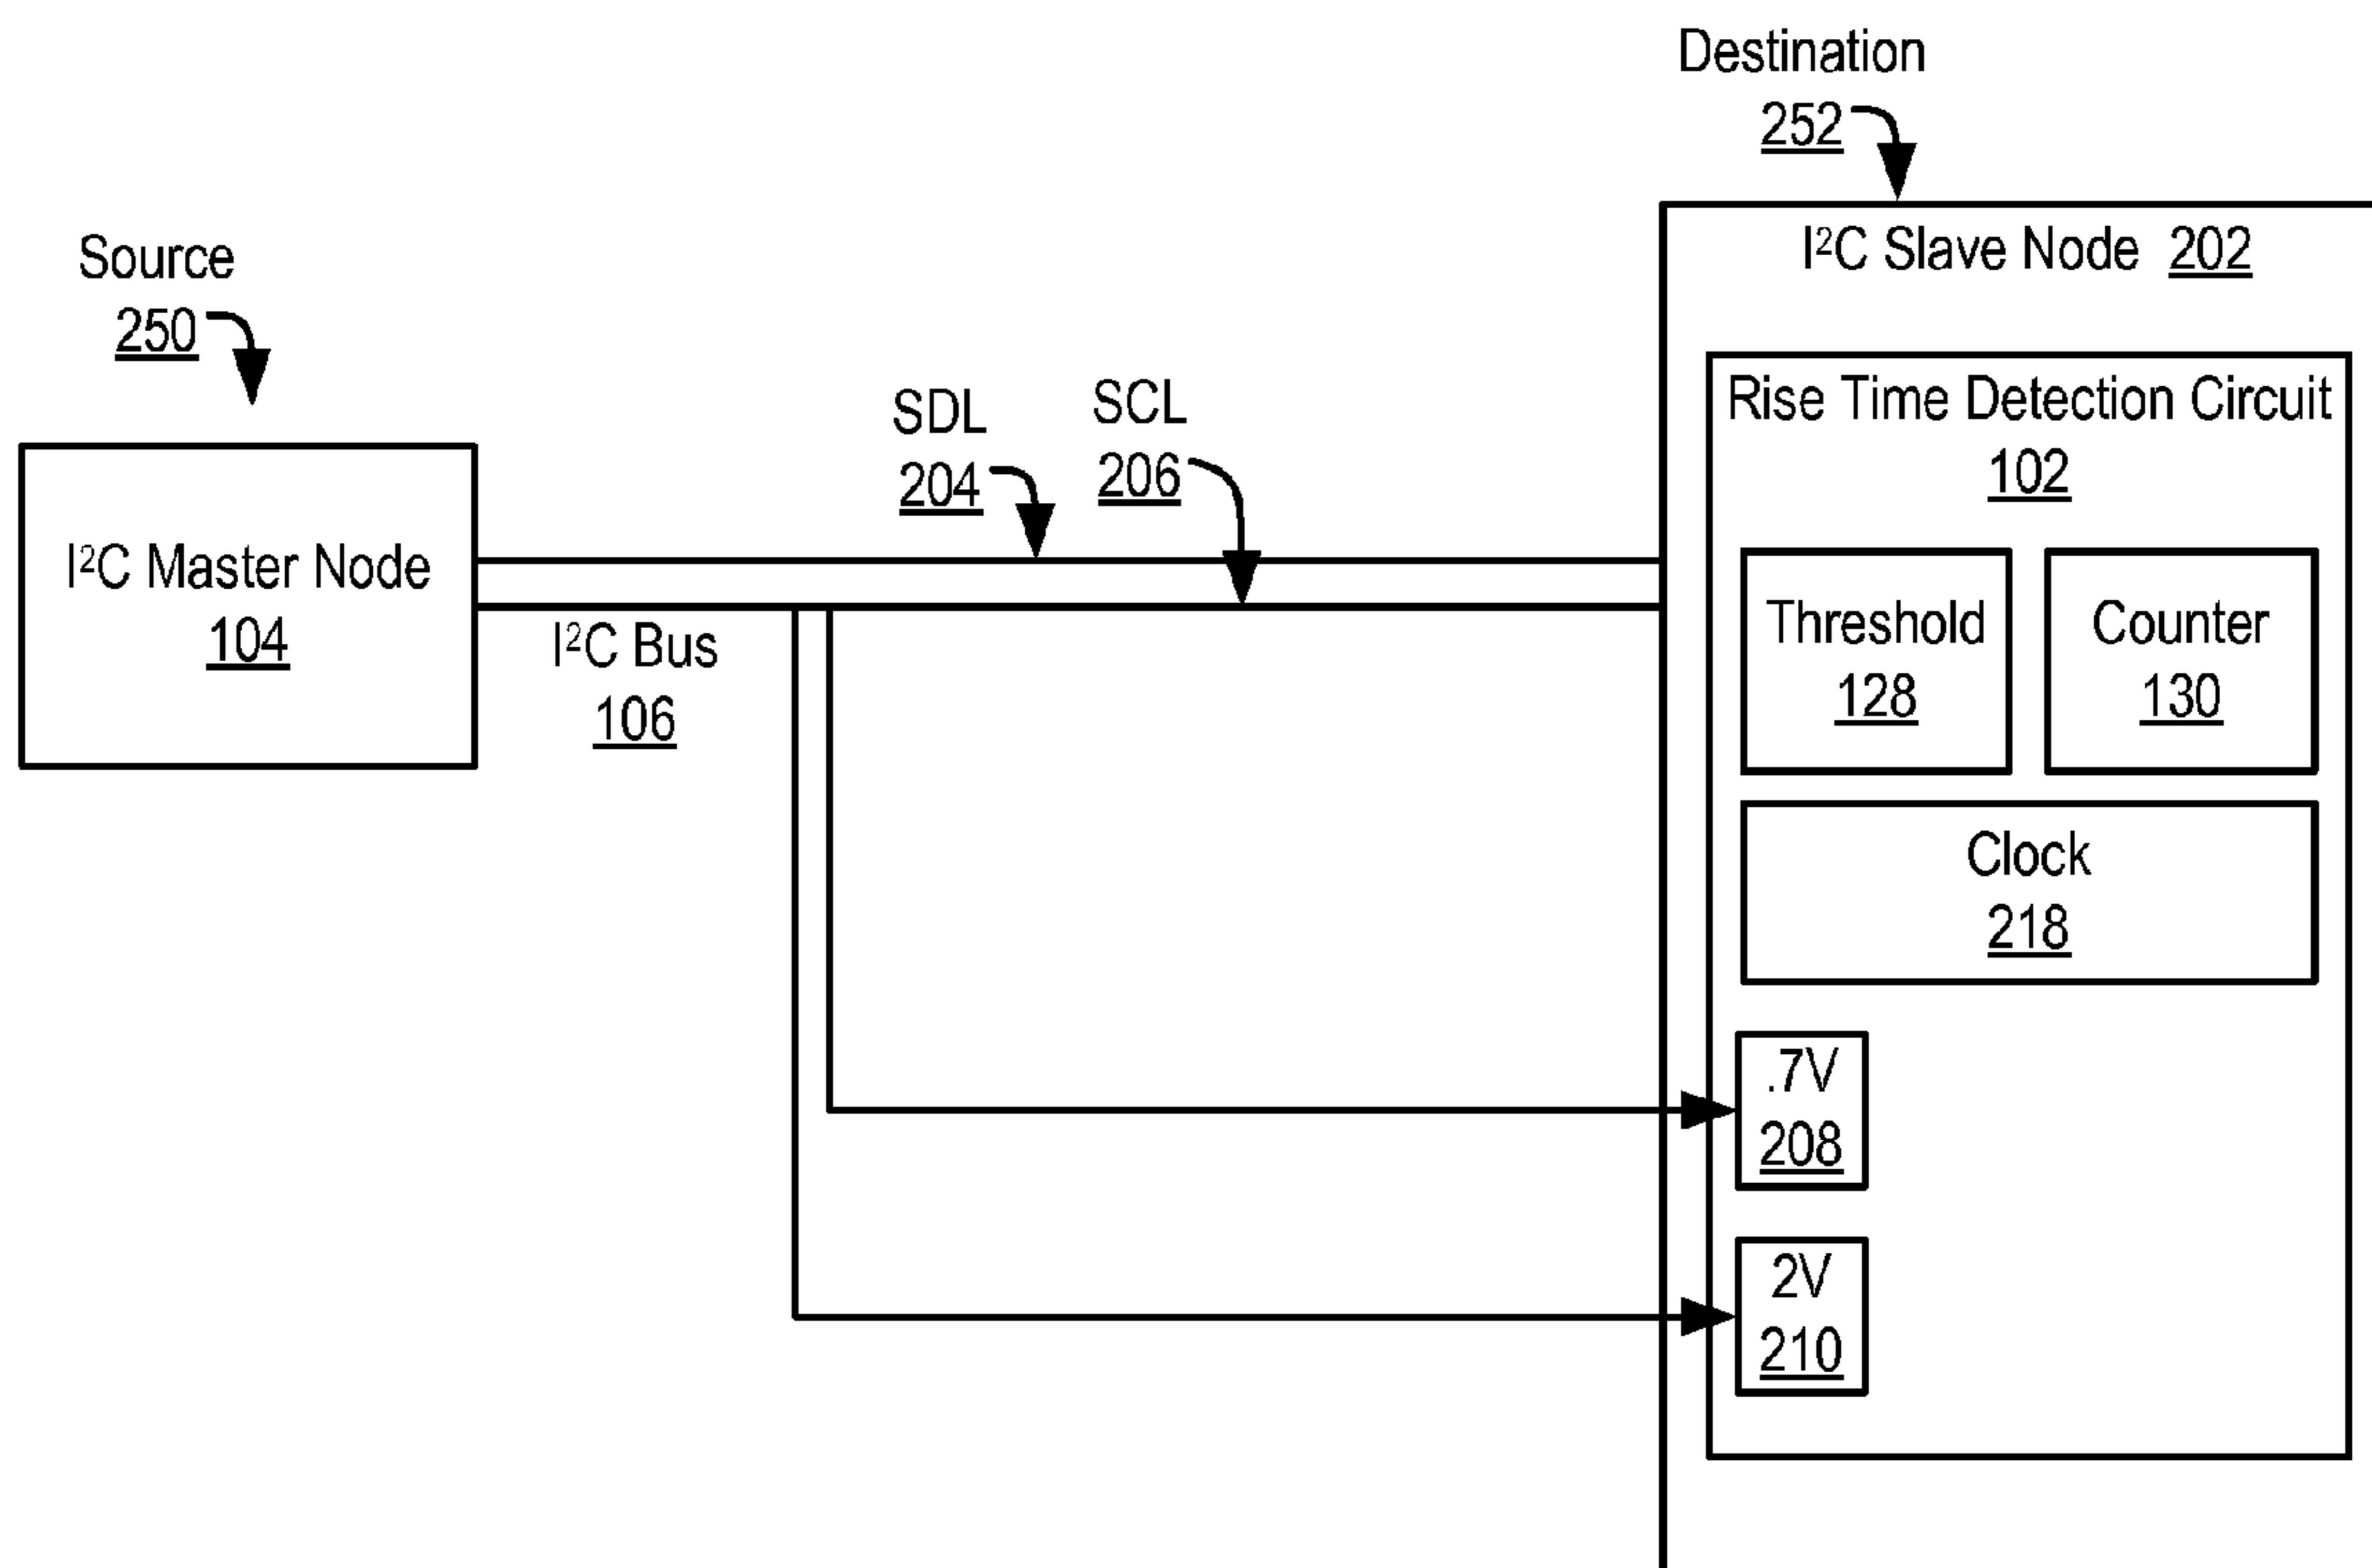 Destination
252
I²C Slave Node 202
Source
250
Rise Time Detection Circuit
102
SDL
204
SCL
206
I²C Master Node
104
I²C Bus
106
Threshold
128
Counter
130
Clock
218
.7V
208
2V
210